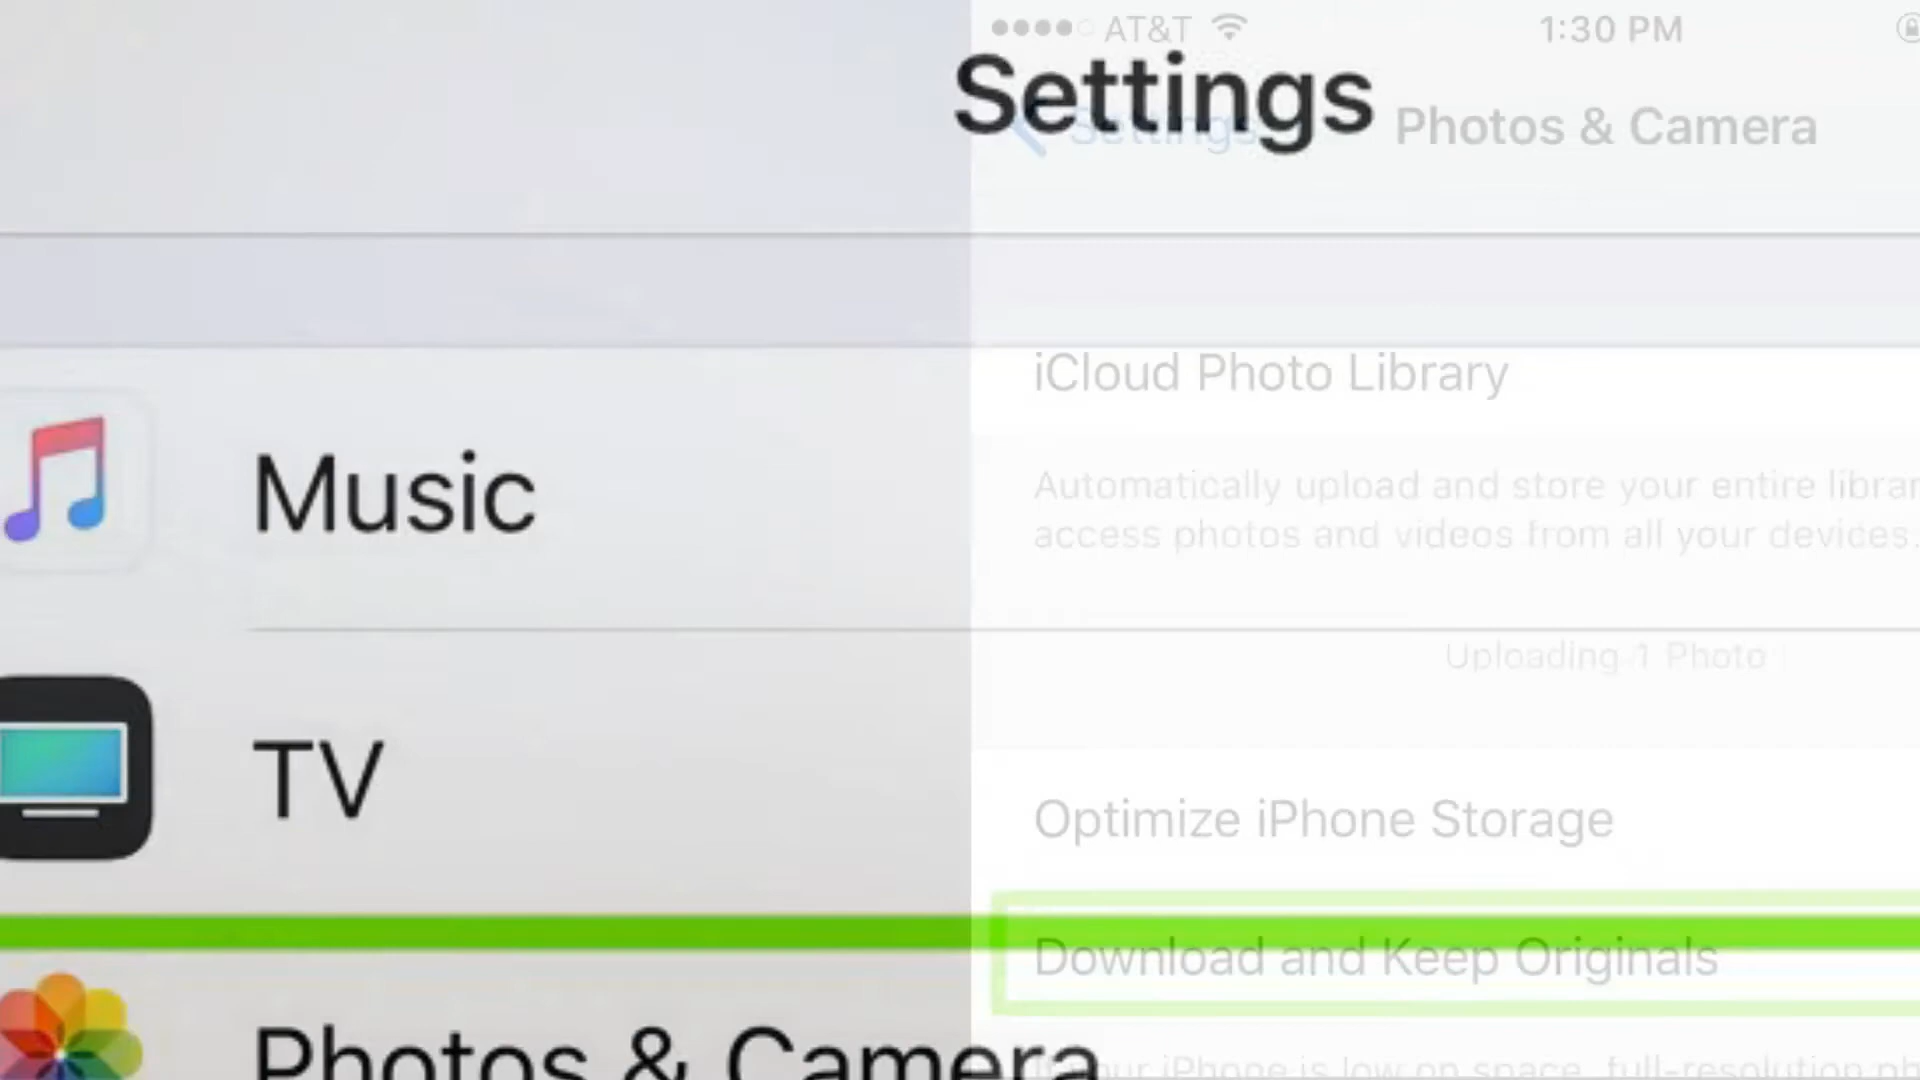 AT&T 1:30 PM
Settings
Settings Photos & Camera
iCloud Photo Library
Automatically upload and store your entire
access photos and videos from all your devices.
Music
Uploading 1 Photo
TV
Optimize iPhone Storage
Download and Keep Originals
Photos & Camera
your iPhone is low on space, full-resolution